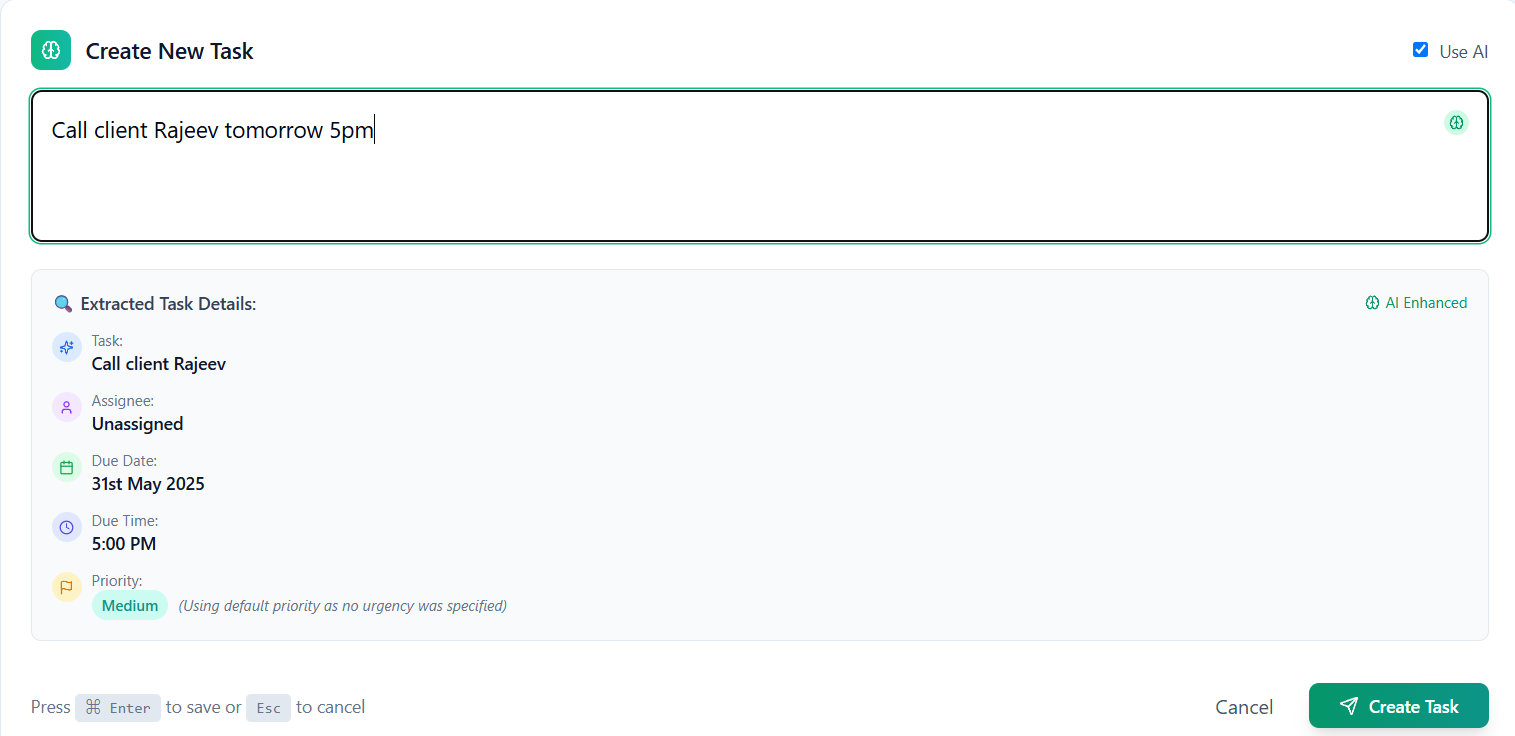 Create New Task
Use AI
Call client Rajeev tomorrow 5pm
🔍 Extracted Task Details:
AI Enhanced
Task:
Call client Rajeev
Assignee:
Unassigned
Due Date:
31st May 2025
Due Time:
5:00 PM
Priority:
Medium (Using default priority as no urgency was specified)
Press ⌘ Enter to save or Esc to cancel
Cancel
Create Task